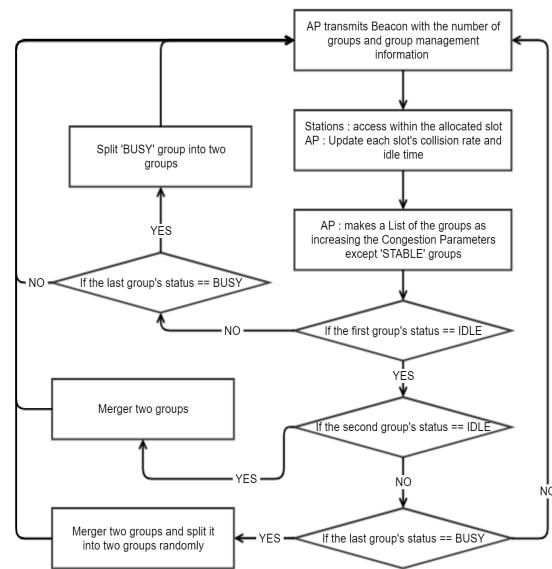 AP transmits Beacon with the number of
groups and group management
information
Stations : access within the allocated slot
AP : Update each slot's collision rate and
idle time
Split 'BUSY' group into two
groups
AP : makes a List of the groups as
increasing the Congestion Parameters
except 'STABLE' groups
YES
NO
If the last group's status == BUSY
NO
If the first group's status == IDLE
YES
Merger two groups
If the second group's status == IDLE
YES
NO
NO
Merger two groups and split it
into two groups randomly
YES
If the last group's status == BUSY